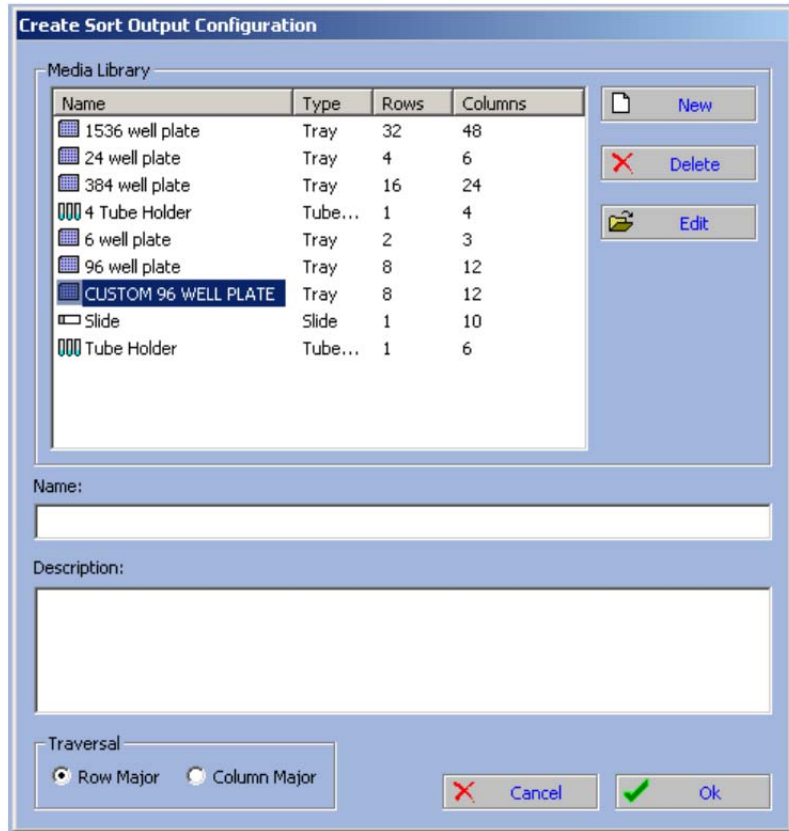 Create Sort Output Configuration
Media Library
Name Type Rows Columns
1536 well plate Tray 32 48
24 well plate Tray 4 6
384 well plate Tray 16 24
4 Tube Holder Tube... 1 4
6 well plate Tray 2 3
96 well plate Tray 8 12
CUSTOM 96 WELL PLATE Tray 8 12
Slide Slide 1 10
Tube Holder Tube... 1 6
New
Delete
Edit
Name:
Description:
Traversal
Row Major Column Major
Cancel Ok